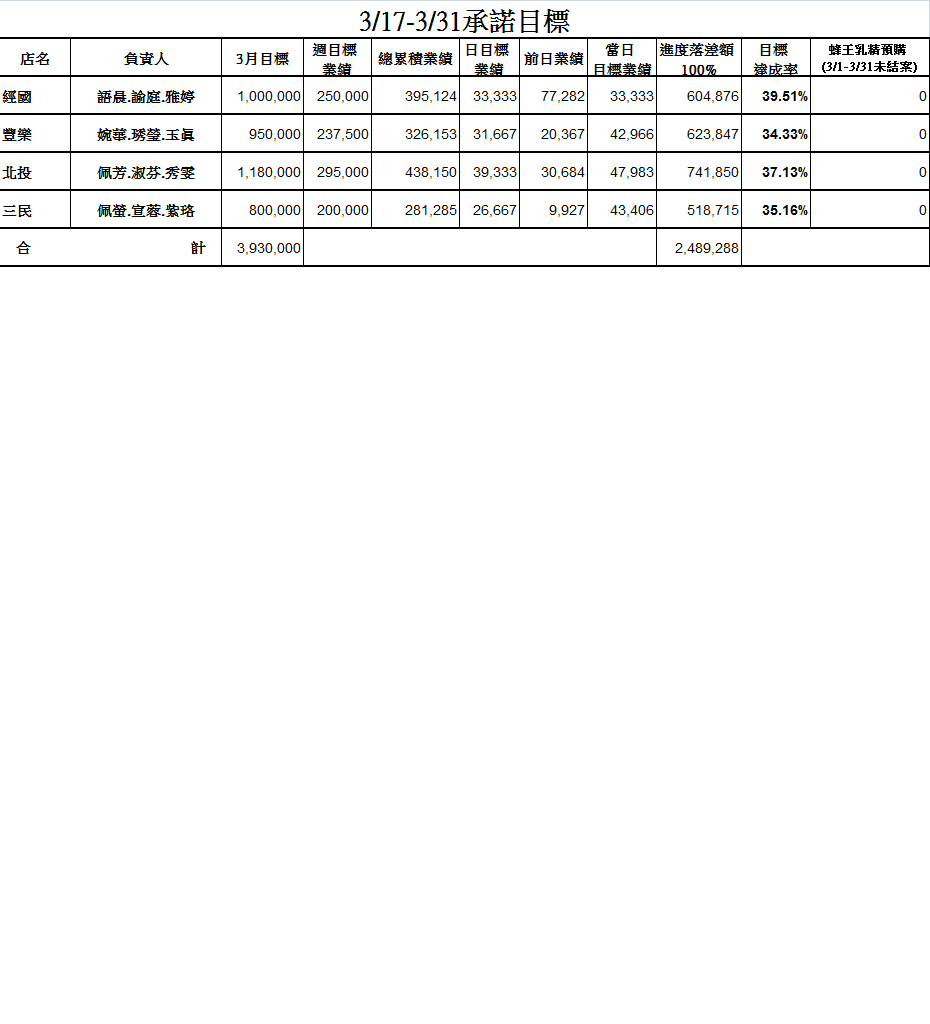 3/17-3/31承諾目標
店名 負責人 3月目標 週目標業績 總累積業績 日目標業績 前日業績 當日目標業績 進度落差額100% 目標達成率 蜂王乳精預購(3/1-3/31未結案)
經國 語晨.諭庭.雅婷 1,000,000 250,000 395,124 33,333 77,282 33,333 604,876 39.51% 0
豐樂 婉華.琇瑩.玉眞 950,000 237,500 326,153 31,667 20,367 42,966 623,847 34.33% 0
北投 佩芳.淑芬.秀雯 1,180,000 295,000 438,150 39,333 30,684 47,983 741,850 37.13% 0
三民 佩螢.宣蓉.紫珞 800,000 200,000 281,285 26,667 9,927 43,406 518,715 35.16% 0
合計 3,930,000 2,489,288